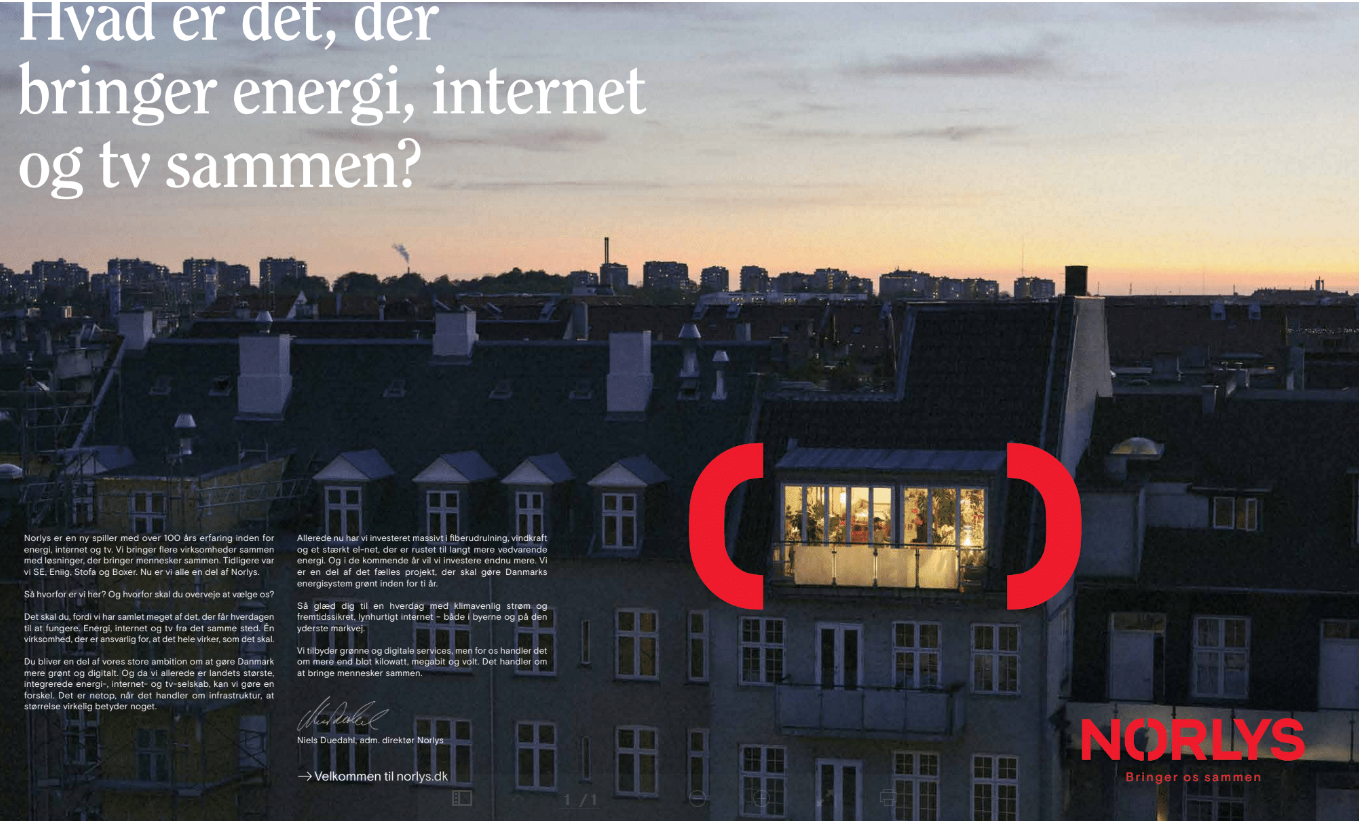 Hvad er det, der
bringer energi, internet
og tv sammen?
Norlys er en ny spiller med over 100 års erfaring inden for
energi, internet og tv. Vi bringer flere virksomheder sammen
med løsninger, der bringer mennesker sammen. Tidligere var
vi SE, Eniig, Stofa og Boxer. Nu er vi alle en del af Norlys.
Så hvorfor er vi her? Og hvorfor skal du overveje at vælge os?
Det skal du, fordi vi har samlet meget af det, der får hverdagen
til at fungere. Energi, internet og tv fra det samme sted. Én
virksomhed, der er ansvarlig for, at det hele virker, som det skal.
Du bliver en del af vores store ambition om at gøre Danmark
mere grønt og digitalt. Og da vi allerede er landets største,
integrerede energi-, internet- og tv-selskab, kan vi gøre en
forskel. Det er netop, når det handler om infrastruktur, at
størrelse virkelig betyder noget.
Allerede nu har vi investeret massivt i fiberudrulning, vindkraft
og et stærkt el-net, der er rustet til langt mere vedvarende
energi. Og i de kommende år vil vi investere endnu mere. Vi
er en del af det fælles projekt, der skal gøre Danmarks
energisystem grønt inden for ti år.
Så glæd dig til en hverdag med klimavenlig strøm og
fremtidssikret, lynhurtigt internet – både i byerne og på den
yderste markvej.
Vi tilbyder grønne og digitale services, men for os handler det
om mere end blot kilowatt, megabit og volt. Det handler om
at bringe mennesker sammen.
Niels Duedahl, adm. direktør Norlys
→Velkommen til norlys.dk
NORLYS
Bringer os sammen
1 /1